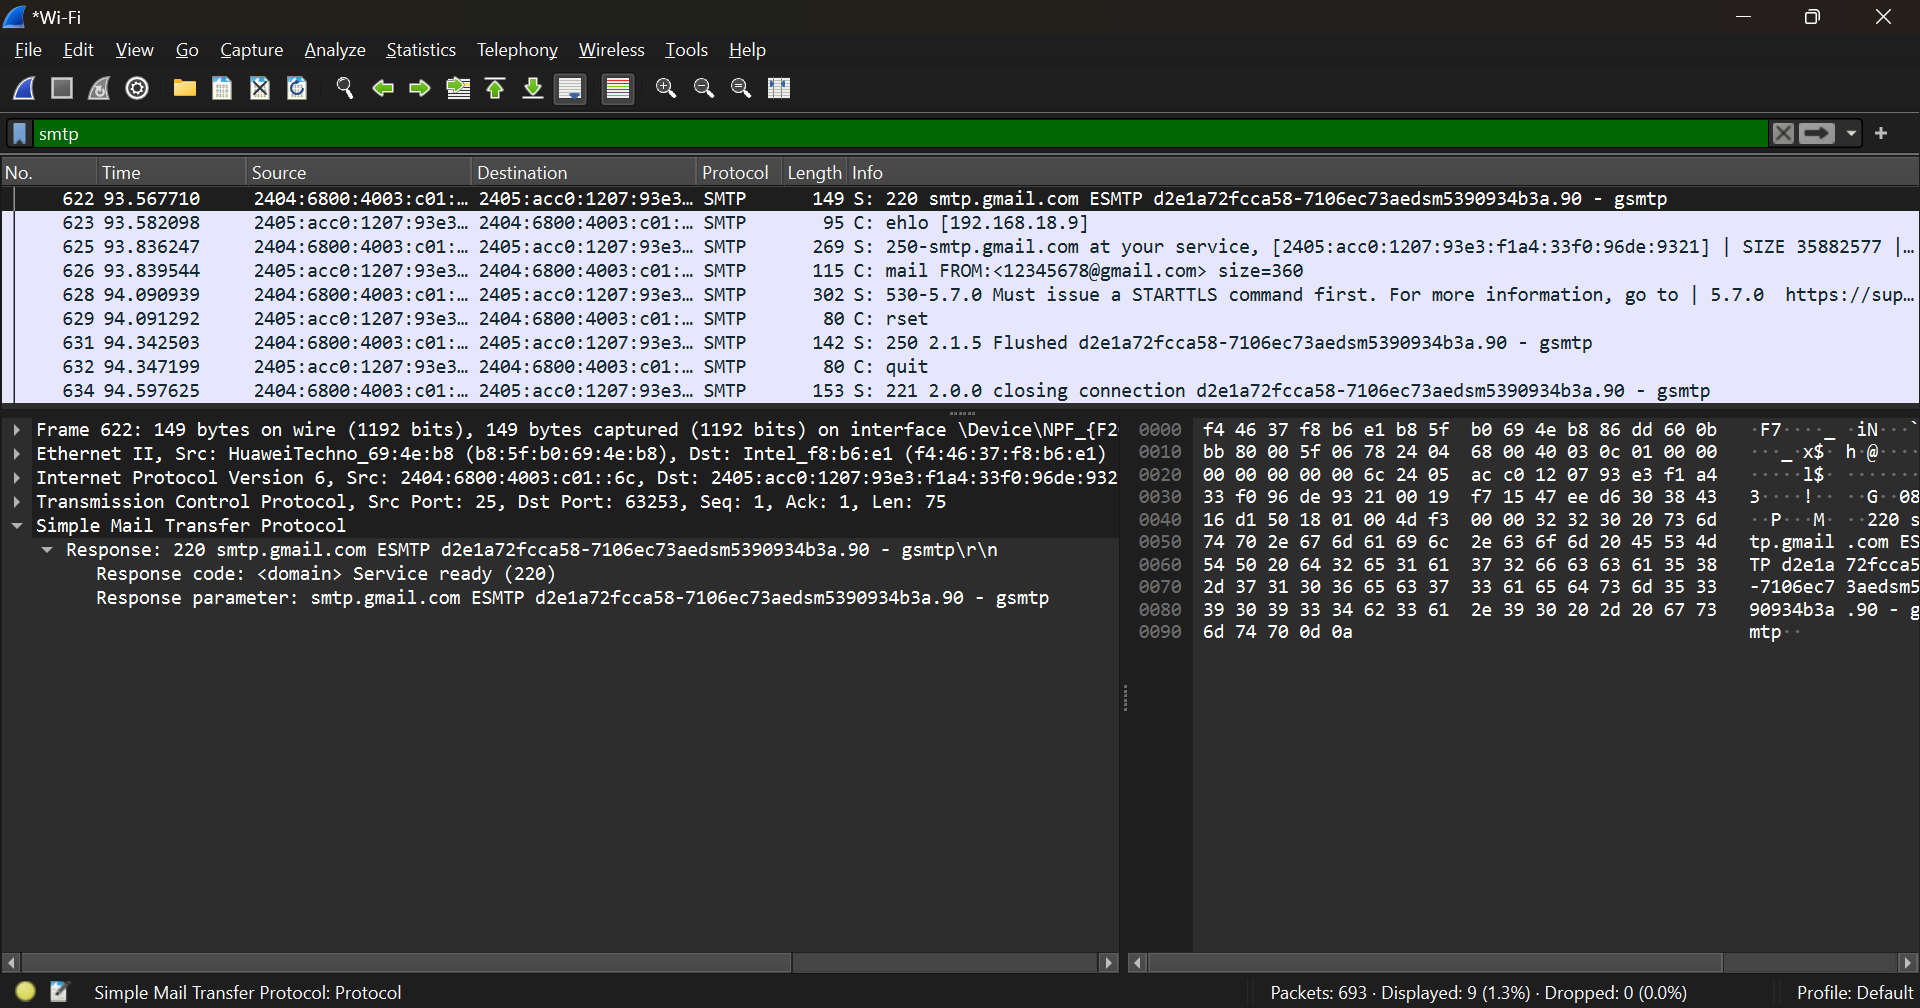 *Wi-Fi
File Edit View Go Capture Analyze Statistics Telephony Wireless Tools Help
smtp
No. Time Source Destination Protocol Length Info
622 93.567710 2404:6800:4003:c01:… 2405:acc0:1207:93e3… SMTP 149 S: 220 smtp.gmail.com ESMTP d2e1a72fcca58-7106ec73aedsm5390934b3a.90 - gsmtp
623 93.582098 2405:acc0:1207:93e3… 2404:6800:4003:c01:… SMTP 95 C: ehlo [192.168.18.9]
625 93.836247 2404:6800:4003:c01:… 2405:acc0:1207:93e3… SMTP 269 S: 250-smtp.gmail.com at your service, [2405:acc0:1207:93e3:f1a4:33f0:96de:9321] | SIZE 35882577 |…
626 93.839544 2405:acc0:1207:93e3… 2404:6800:4003:c01:… SMTP 115 C: mail FROM:<12345678@gmail.com> size=360
628 94.090939 2404:6800:4003:c01:… 2405:acc0:1207:93e3… SMTP 302 S: 530-5.7.0 Must issue a STARTTLS command first. For more information, go to | 5.7.0 https://sup…
629 94.091292 2405:acc0:1207:93e3… 2404:6800:4003:c01:… SMTP 80 C: rset
631 94.342503 2404:6800:4003:c01:… 2405:acc0:1207:93e3… SMTP 142 S: 250 2.1.5 Flushed d2e1a72fcca58-7106ec73aedsm5390934b3a.90 - gsmtp
632 94.347199 2405:acc0:1207:93e3… 2404:6800:4003:c01:… SMTP 80 C: quit
634 94.597625 2404:6800:4003:c01:… 2405:acc0:1207:93e3… SMTP 153 S: 221 2.0.0 closing connection d2e1a72fcca58-7106ec73aedsm5390934b3a.90 - gsmtp
Frame 622: 149 bytes on wire (1192 bits), 149 bytes captured (1192 bits) on interface \Device\NPF_{F2
Ethernet II, Src: HuaweiTechno_69:4e:b8 (b8:5f:b0:69:4e:b8), Dst: Intel_f8:b6:e1 (f4:46:37:f8:b6:e1)
Internet Protocol Version 6, Src: 2404:6800:4003:c01::6c, Dst: 2405:acc0:1207:93e3:f1a4:33f0:96de:932
Transmission Control Protocol, Src Port: 25, Dst Port: 63253, Seq: 1, Ack: 1, Len: 75
Simple Mail Transfer Protocol
Response: 220 smtp.gmail.com ESMTP d2e1a72fcca58-7106ec73aedsm5390934b3a.90 - gsmtp\r\n
Response code: <domain> Service ready (220)
Response parameter: smtp.gmail.com ESMTP d2e1a72fcca58-7106ec73aedsm5390934b3a.90 - gsmtp
0000 f4 46 37 f8 b6 e1 b8 5f b0 69 4e b8 86 dd 60 0b ·F7····_ ·iN···`
0010 bb 80 00 5f 06 78 24 04 68 00 40 03 0c 01 00 00 ···_·x$· h·@·····
0020 00 00 00 00 00 6c 24 05 ac c0 12 07 93 e3 f1 a4 ·····l$· ········
0030 33 f0 96 de 93 21 00 19 f7 15 47 ee d6 30 38 43 3····!·· ··G··08
0040 16 d1 50 18 01 00 4d f3 00 00 32 32 30 20 73 6d ··P···M· ··220 s
0050 74 70 2e 67 6d 61 69 6c 2e 63 6f 6d 20 45 53 4d tp.gmail .com ES
0060 54 50 20 64 32 65 31 61 37 32 66 63 63 61 35 38 TP d2e1a 72fcca5
0070 2d 37 31 30 36 65 63 37 33 61 65 64 73 6d 35 33 -7106ec7 3aedsm5
0080 39 30 39 33 34 62 33 61 2e 39 30 20 2d 20 67 73 90934b3a .90 - g
0090 6d 74 70 0d 0a mtp··
Simple Mail Transfer Protocol: Protocol
Packets: 693 · Displayed: 9 (1.3%) · Dropped: 0 (0.0%)
Profile: Default